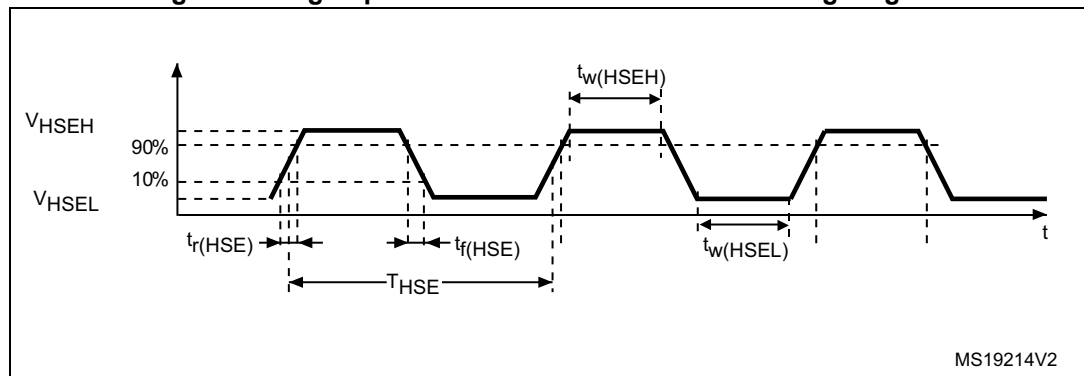 tw(HSEH)
VHSEH
90%
10%
VHSEL
t
tr(HSE)
tf(HSE)
tw(HSEL)
THSE
MS19214V2